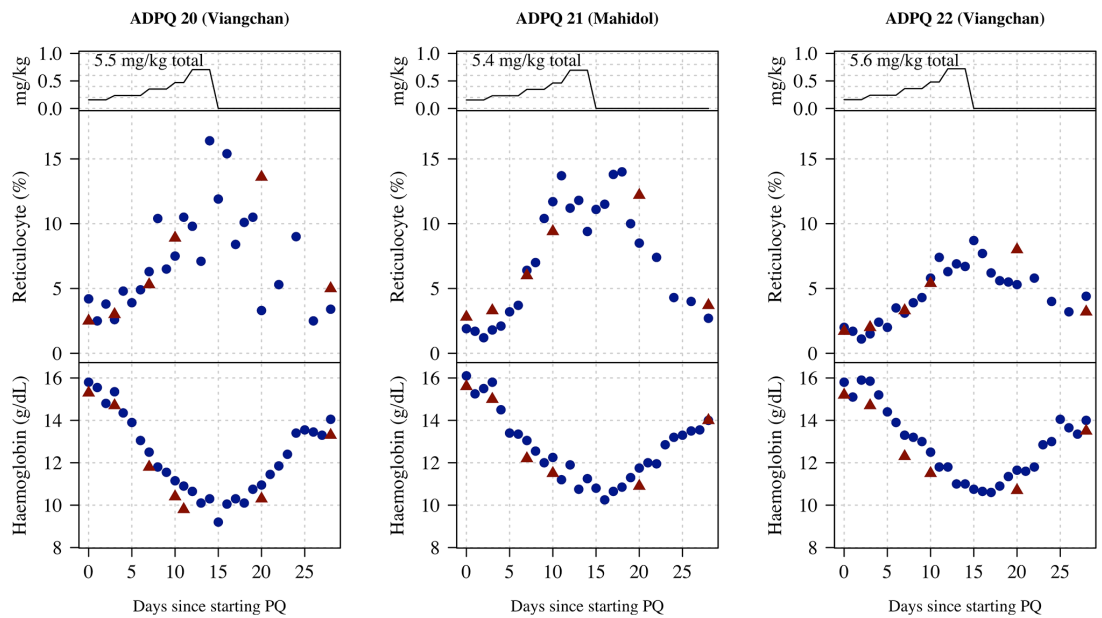 ADPQ 20 (Viangchan)
mg/kg
1.0
0.5
0.0
5.5 mg/kg total
Reticulocyte (%)
15
10
5
0
Haemoglobin (g/dL)
16
14
12
10
8
0 5 10 15 20 25
Days since starting PQ
ADPQ 21 (Mahidol)
mg/kg
1.0
0.5
0.0
5.4 mg/kg total
Reticulocyte (%)
15
10
5
0
Haemoglobin (g/dL)
16
14
12
10
8
0 5 10 15 20 25
Days since starting PQ
ADPQ 22 (Viangchan)
mg/kg
1.0
0.5
0.0
5.6 mg/kg total
Reticulocyte (%)
15
10
5
0
Haemoglobin (g/dL)
16
14
12
10
8
0 5 10 15 20 25
Days since starting PQ